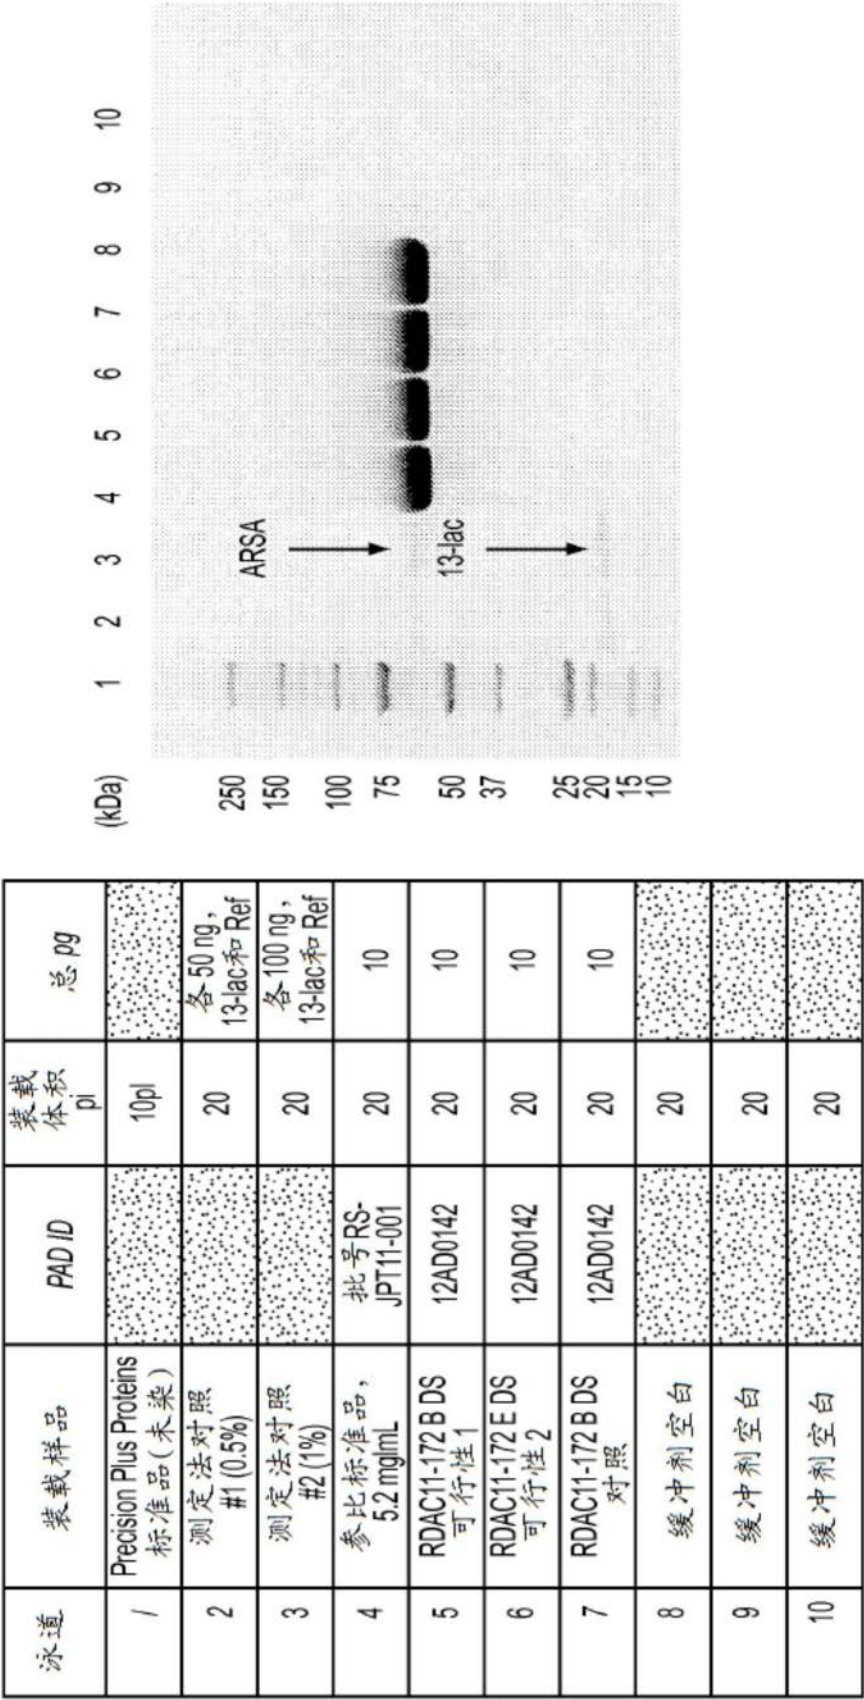 泳道
装载样品
PAD ID
装载
体积
pi
总 pg
/
Precision Plus Proteins
标准品(未染)
10pl
2
测定法对照
#1 (0.5%)
20
各 50 ng,
13-lac和 Ref
3
测定法对照
#2 (1%)
20
各100 ng,
13-lac和 Ref
4
参比标准品,
5.2 mglmL
批号RS-
JPT11-001
20
10
5
RDAC11-172 B DS
可行性1
12AD0142
20
10
6
RDAC11-172 E DS
可行性2
12AD0142
20
10
7
RDAC11-172 B DS
对照
12AD0142
20
10
8
缓冲剂空白
20
9
缓冲剂空白
20
10
缓冲剂空白
20
(kDa) 1 2 3 4 5 6 7 8 9 10
250
150
100
75
50
37
25
20
15
10
ARSA
13-lac